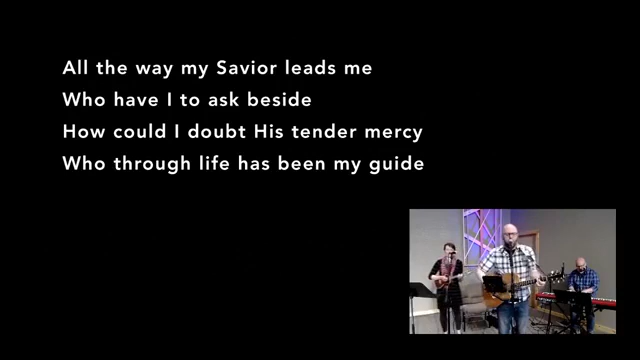 All the way my Savior leads me
Who have I to ask beside
How could I doubt His tender mercy
Who through life has been my guide